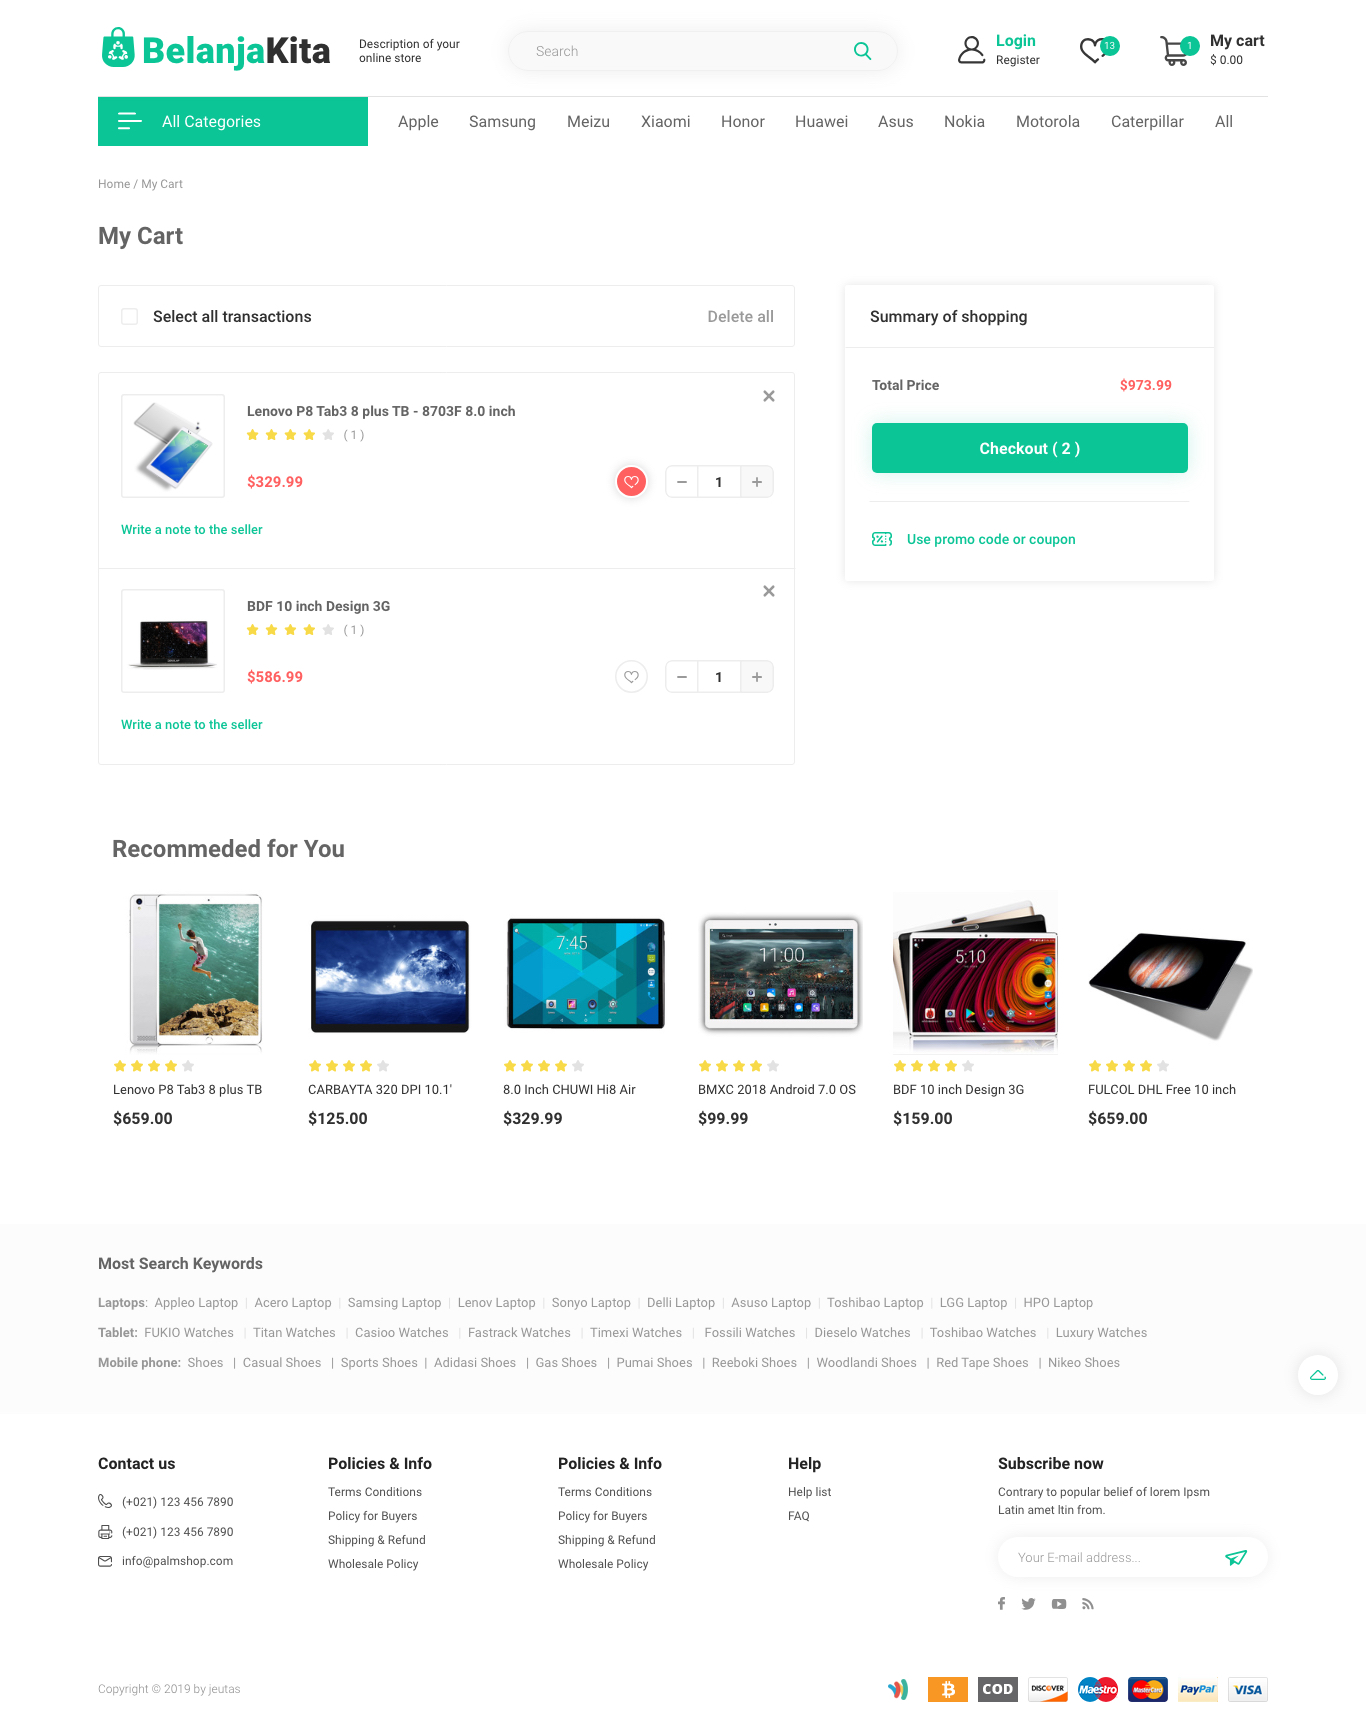 BelanjaKita
Description of your
online store
Search
Login
Register
13
1
My cart
$ 0.00
All Categories
Apple Samsung Meizu Xiaomi Honor Huawei Asus Nokia Motorola Caterpillar All
Home / My Cart
My Cart
Select all transactions
Delete all
Lenovo P8 Tab3 8 plus TB - 8703F 8.0 inch
( 1 )
$329.99
1
Write a note to the seller
BDF 10 inch Design 3G
( 1 )
$586.99
1
Write a note to the seller
Summary of shopping
Total Price
$973.99
Checkout ( 2 )
Use promo code or coupon
Recommeded for You
7:45
11:00
5:10
Lenovo P8 Tab3 8 plus TB
$659.00
CARBAYTA 320 DPI 10.1'
$125.00
8.0 Inch CHUWI Hi8 Air
$329.99
BMXC 2018 Android 7.0 OS
$99.99
BDF 10 inch Design 3G
$159.00
FULCOL DHL Free 10 inch
$659.00
Most Search Keywords
Laptops: Appleo Laptop | Acero Laptop | Samsing Laptop | Lenov Laptop | Sonyo Laptop | Delli Laptop | Asuso Laptop | Toshibao Laptop | LGG Laptop | HPO Laptop
Tablet: FUKIO Watches | Titan Watches | Casioo Watches | Fastrack Watches | Timexi Watches | Fossili Watches | Dieselo Watches | Toshibao Watches | Luxury Watches
Mobile phone: Shoes | Casual Shoes | Sports Shoes | Adidasi Shoes | Gas Shoes | Pumai Shoes | Reeboki Shoes | Woodlandi Shoes | Red Tape Shoes | Nikeo Shoes
Contact us
(+021) 123 456 7890
(+021) 123 456 7890
info@palmshop.com
Policies & Info
Terms Conditions
Policy for Buyers
Shipping & Refund
Wholesale Policy
Policies & Info
Terms Conditions
Policy for Buyers
Shipping & Refund
Wholesale Policy
Help
Help list
FAQ
Subscribe now
Contrary to popular belief of lorem Ipsm
Latin amet ltin from.
Your E-mail address...
Copyright © 2019 by jeutas
COD
DISCOVER
Maestro
MasterCard
PayPal
VISA